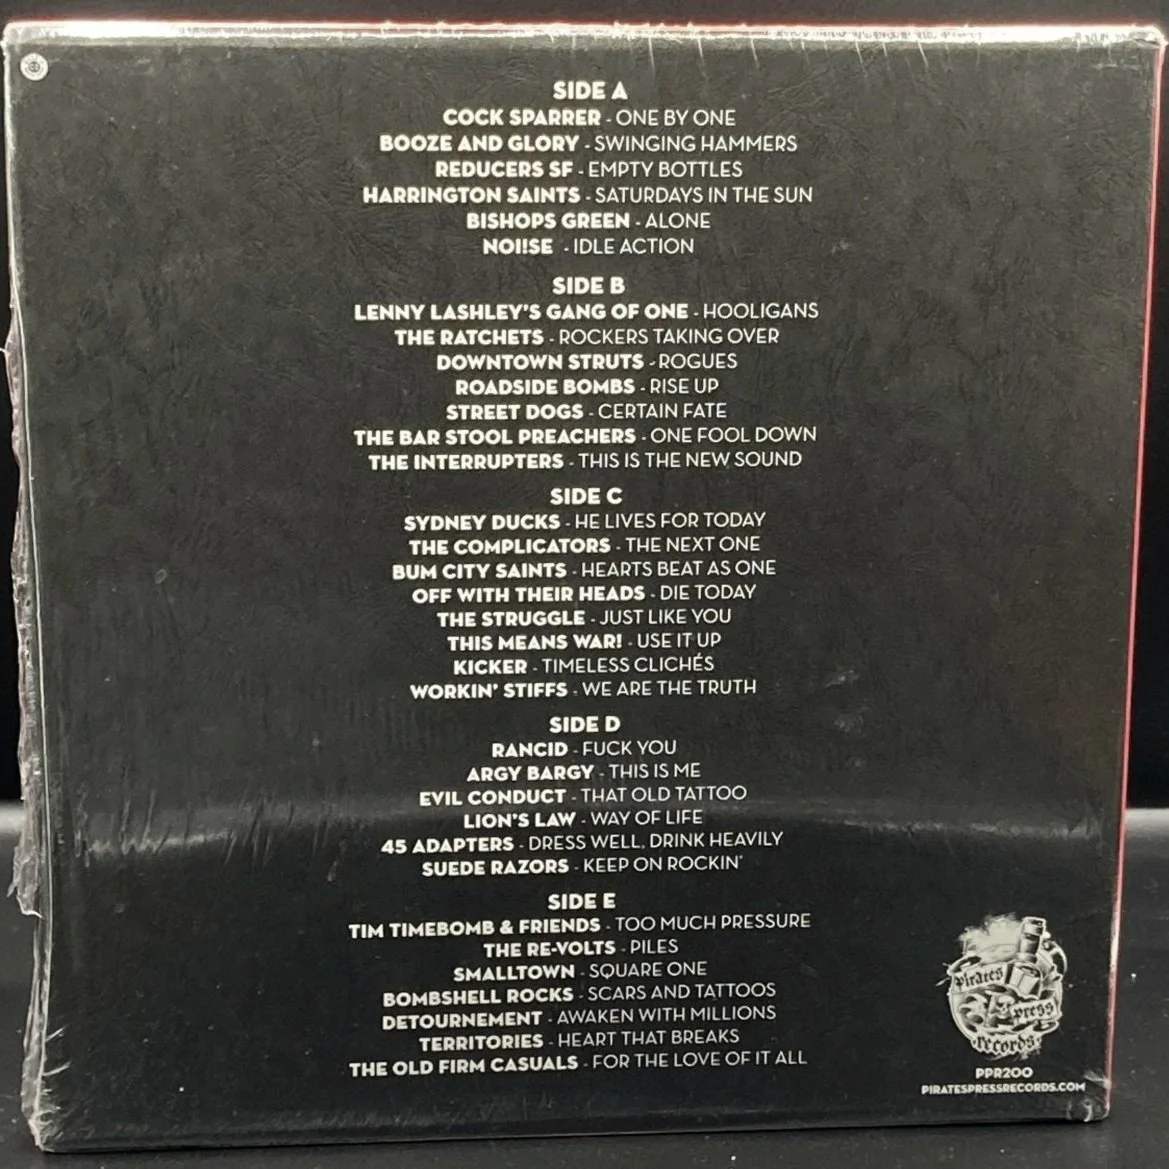 SIDE A
COCK SPARRER - ONE BY ONE
BOOZE AND GLORY - SWINGING HAMMERS
REDUCERS SF - EMPTY BOTTLES
HARRINGTON SAINTS - SATURDAYS IN THE SUN
BISHOPS GREEN - ALONE
NOI!SE - IDLE ACTION
SIDE B
LENNY LASHLEY'S GANG OF ONE - HOOLIGANS
THE RATCHETS - ROCKERS TAKING OVER
DOWNTOWN STRUTS - ROGUES
ROADSIDE BOMBS - RISE UP
STREET DOGS - CERTAIN FATE
THE BAR STOOL PREACHERS - ONE FOOL DOWN
THE INTERRUPTERS - THIS IS THE NEW SOUND
SIDE C
SYDNEY DUCKS - HE LIVES FOR TODAY
THE COMPLICATORS - THE NEXT ONE
BUM CITY SAINTS - HEARTS BEAT AS ONE
OFF WITH THEIR HEADS - DIE TODAY
THE STRUGGLE - JUST LIKE YOU
THIS MEANS WAR! - USE IT UP
KICKER - TIMELESS CLICHÉS
WORKIN' STIFFS - WE ARE THE TRUTH
SIDE D
RANCID - FUCK YOU
ARGY BARGY - THIS IS ME
EVIL CONDUCT - THAT OLD TATTOO
LION'S LAW - WAY OF LIFE
45 ADAPTERS - DRESS WELL, DRINK HEAVILY
SUEDE RAZORS - KEEP ON ROCKIN'
SIDE E
TIM TIMEBOMB & FRIENDS - TOO MUCH PRESSURE
THE RE-VOLTS - PILES
SMALLTOWN - SQUARE ONE
BOMBSHELL ROCKS - SCARS AND TATTOOS
DETOURNEMENT - AWAKEN WITH MILLIONS
TERRITORIES - HEART THAT BREAKS
THE OLD FIRM CASUALS - FOR THE LOVE OF IT ALL
Pirates
Press
records
PPR200
PIRATESPRESSRECORDS.COM